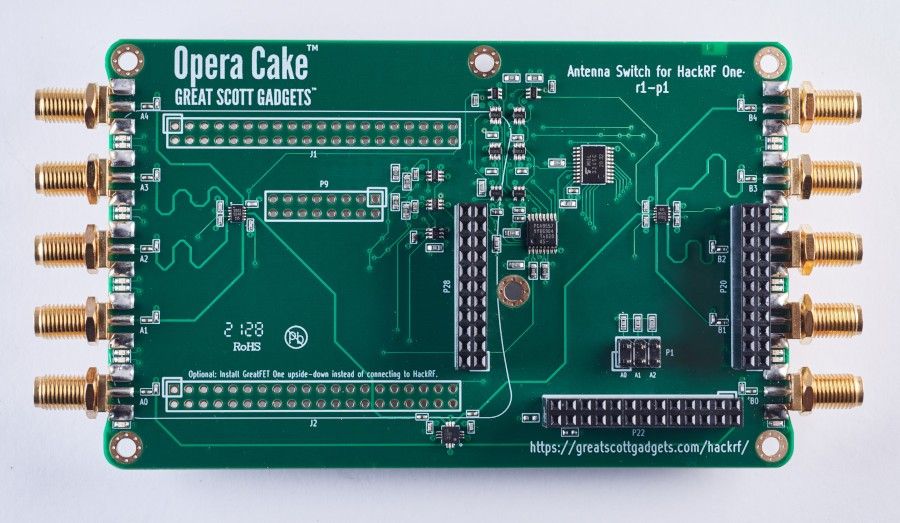 Opera Cake™
GREAT SCOTT GADGETS™
Antenna Switch for HackRF One
r1-p1
A4
B4
J1
A3
P9
B3
PCA9557
A2
B2
P28
P20
A1
B1
2128
RoHS
Pb
P1
A0 A1 A2
Optional: Install GreatFET One upside-down instead of connecting to HackRF.
A0
B0
J2
P22
https://greatscottgadgets.com/hackrf/